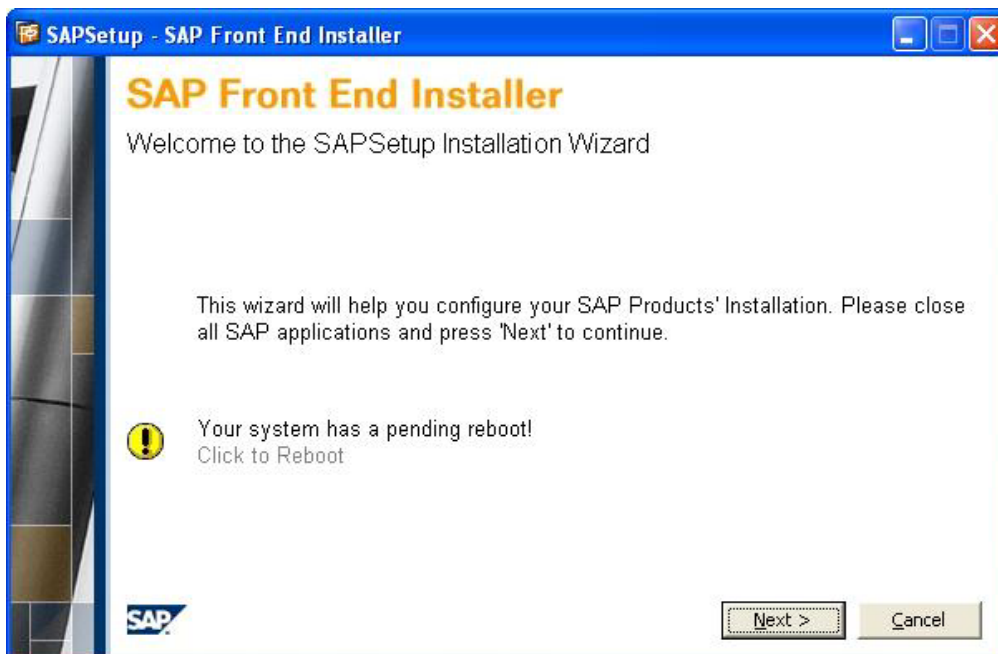 SAPSetup - SAP Front End Installer
SAP Front End Installer
Welcome to the SAPSetup Installation Wizard
This wizard will help you configure your SAP Products' Installation. Please close
all SAP applications and press 'Next' to continue.
Your system has a pending reboot!
Click to Reboot
SAP
Next >
Cancel